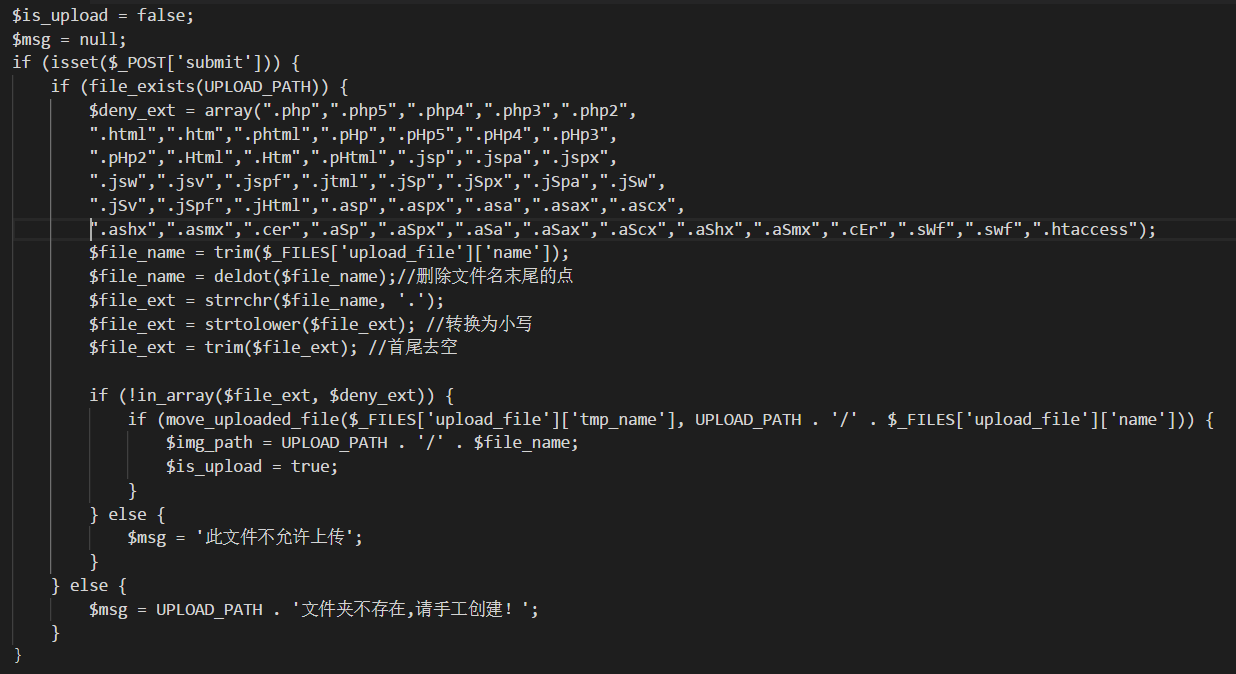 $is_upload = false;
$msg = null;
if (isset($_POST['submit'])) {
    if (file_exists(UPLOAD_PATH)) {
        $deny_ext = array(".php",".php5",".php4",".php3",".php2",
        ".html",".htm",".phtml",".pHp",".pHp5",".pHp4",".pHp3",
        ".pHp2",".Html",".Htm",".pHtml",".jsp",".jspa",".jspx",
        ".jsw",".jsv",".jspf",".jtml",".jSp",".jSpx",".jSpa",".jSw",
        ".jSv",".jSpf",".jHtml",".asp",".aspx",".asa",".asax",".ascx",
        ".ashx",".asmx",".cer",".aSp",".aSpx",".aSa",".aSax",".aScx",".aShx",".aSmx",".cEr",".sWf",".swf",".htaccess");
        $file_name = trim($_FILES['upload_file']['name']);
        $file_name = deldot($file_name);//删除文件名末尾的点
        $file_ext = strrchr($file_name, '.');
        $file_ext = strtolower($file_ext); //转换为小写
        $file_ext = trim($file_ext); //首尾去空

        if (!in_array($file_ext, $deny_ext)) {
            if (move_uploaded_file($_FILES['upload_file']['tmp_name'], UPLOAD_PATH . '/' . $_FILES['upload_file']['name'])) {
                $img_path = UPLOAD_PATH . '/' . $file_name;
                $is_upload = true;
            }
        } else {
            $msg = '此文件不允许上传';
        }
    } else {
        $msg = UPLOAD_PATH . '文件夹不存在,请手工创建！';
    }
}